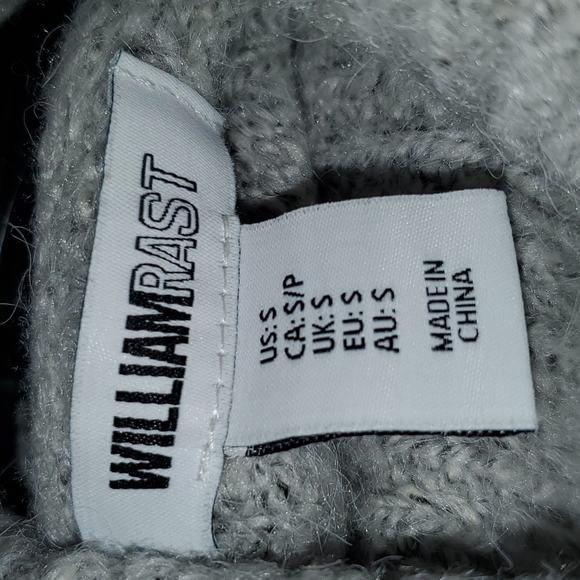 WILLIAMRAST
US: S
CA: S/P
UK: S
EU: S
AU: S
MADE IN
CHINA